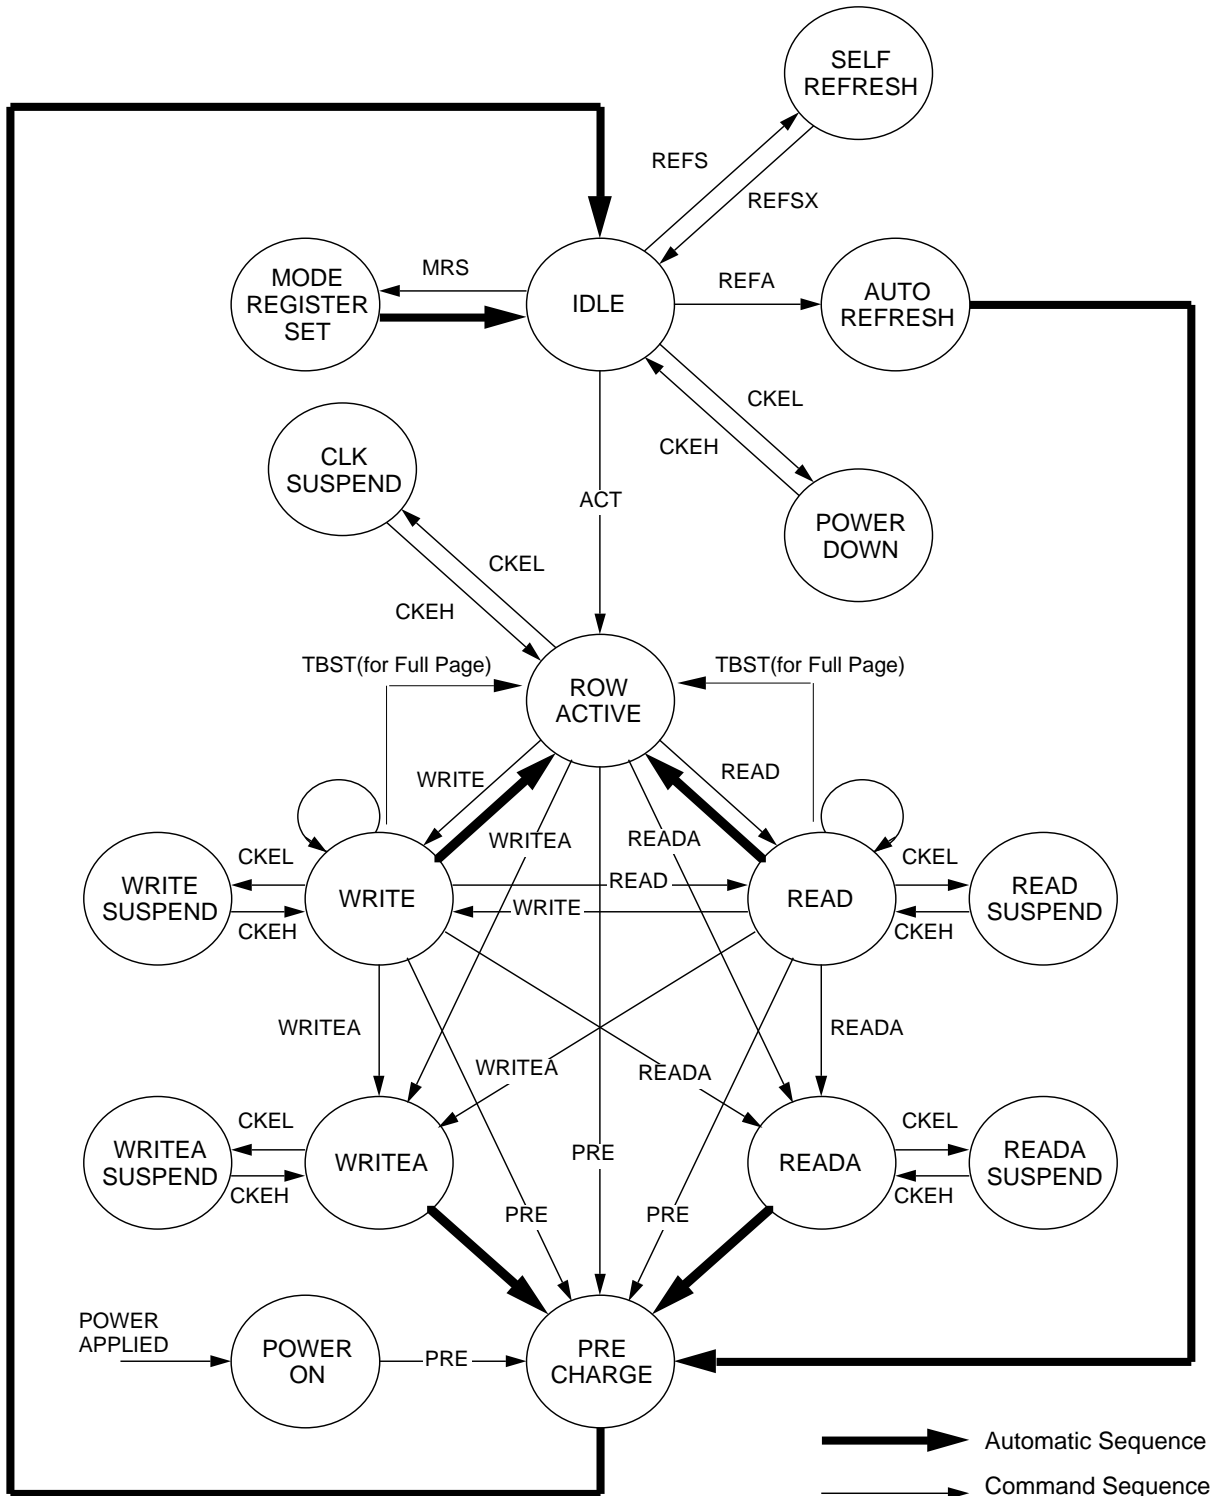 SELF
REFRESH
REFS
REFSX
MODE
REGISTER
SET
MRS
IDLE
REFA
AUTO
REFRESH
CKEL
CKEH
CLK
SUSPEND
ACT
POWER
DOWN
CKEL
CKEH
TBST(for Full Page)
TBST(for Full Page)
ROW
ACTIVE
WRITE
READ
WRITEA
READA
CKEL
CKEL
WRITE
SUSPEND
WRITE
READ
WRITE
READ
READ
SUSPEND
CKEH
CKEH
WRITEA
READA
WRITEA
READA
CKEL
CKEL
WRITEA
SUSPEND
WRITEA
PRE
READA
READA
SUSPEND
CKEH
CKEH
PRE
PRE
POWER
APPLIED
POWER
ON
PRE
PRE
CHARGE
Automatic Sequence
Command Sequence